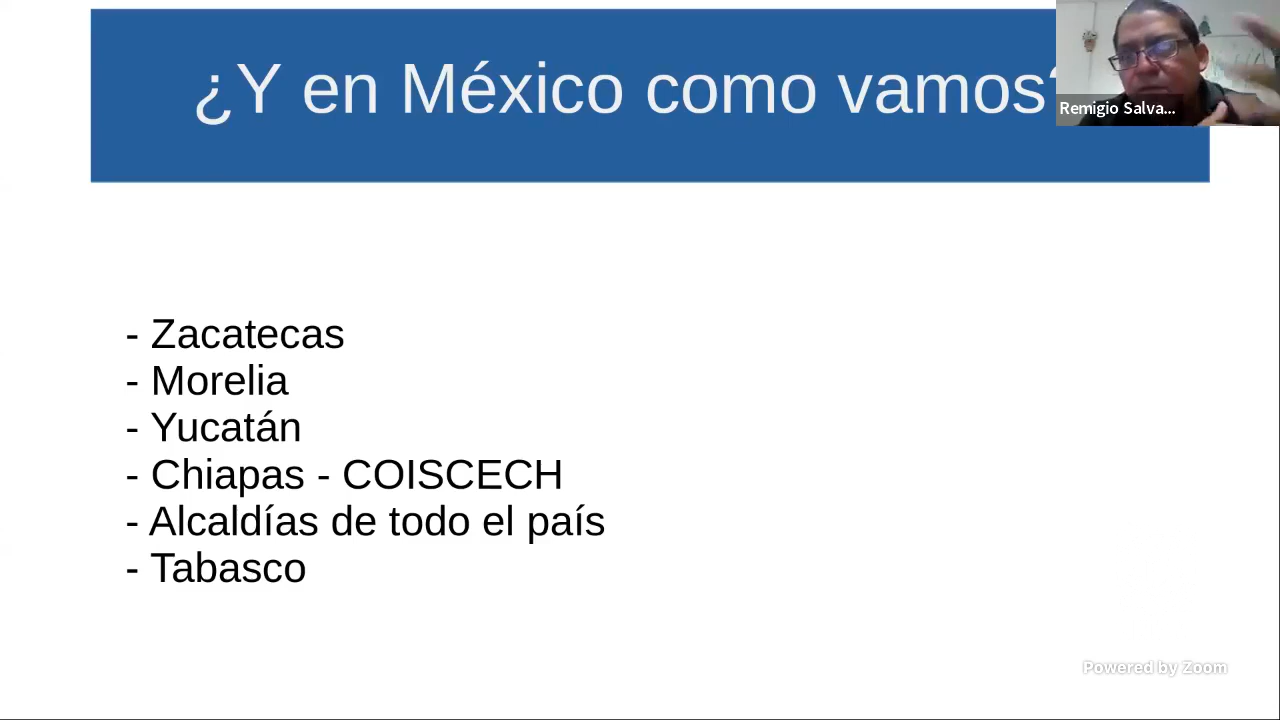 ¿Y en México como vamos?
Remigio Salva...
- Zacatecas
- Morelia
- Yucatán
- Chiapas - COISCECH
- Alcaldías de todo el país
- Tabasco
Powered by Zoom